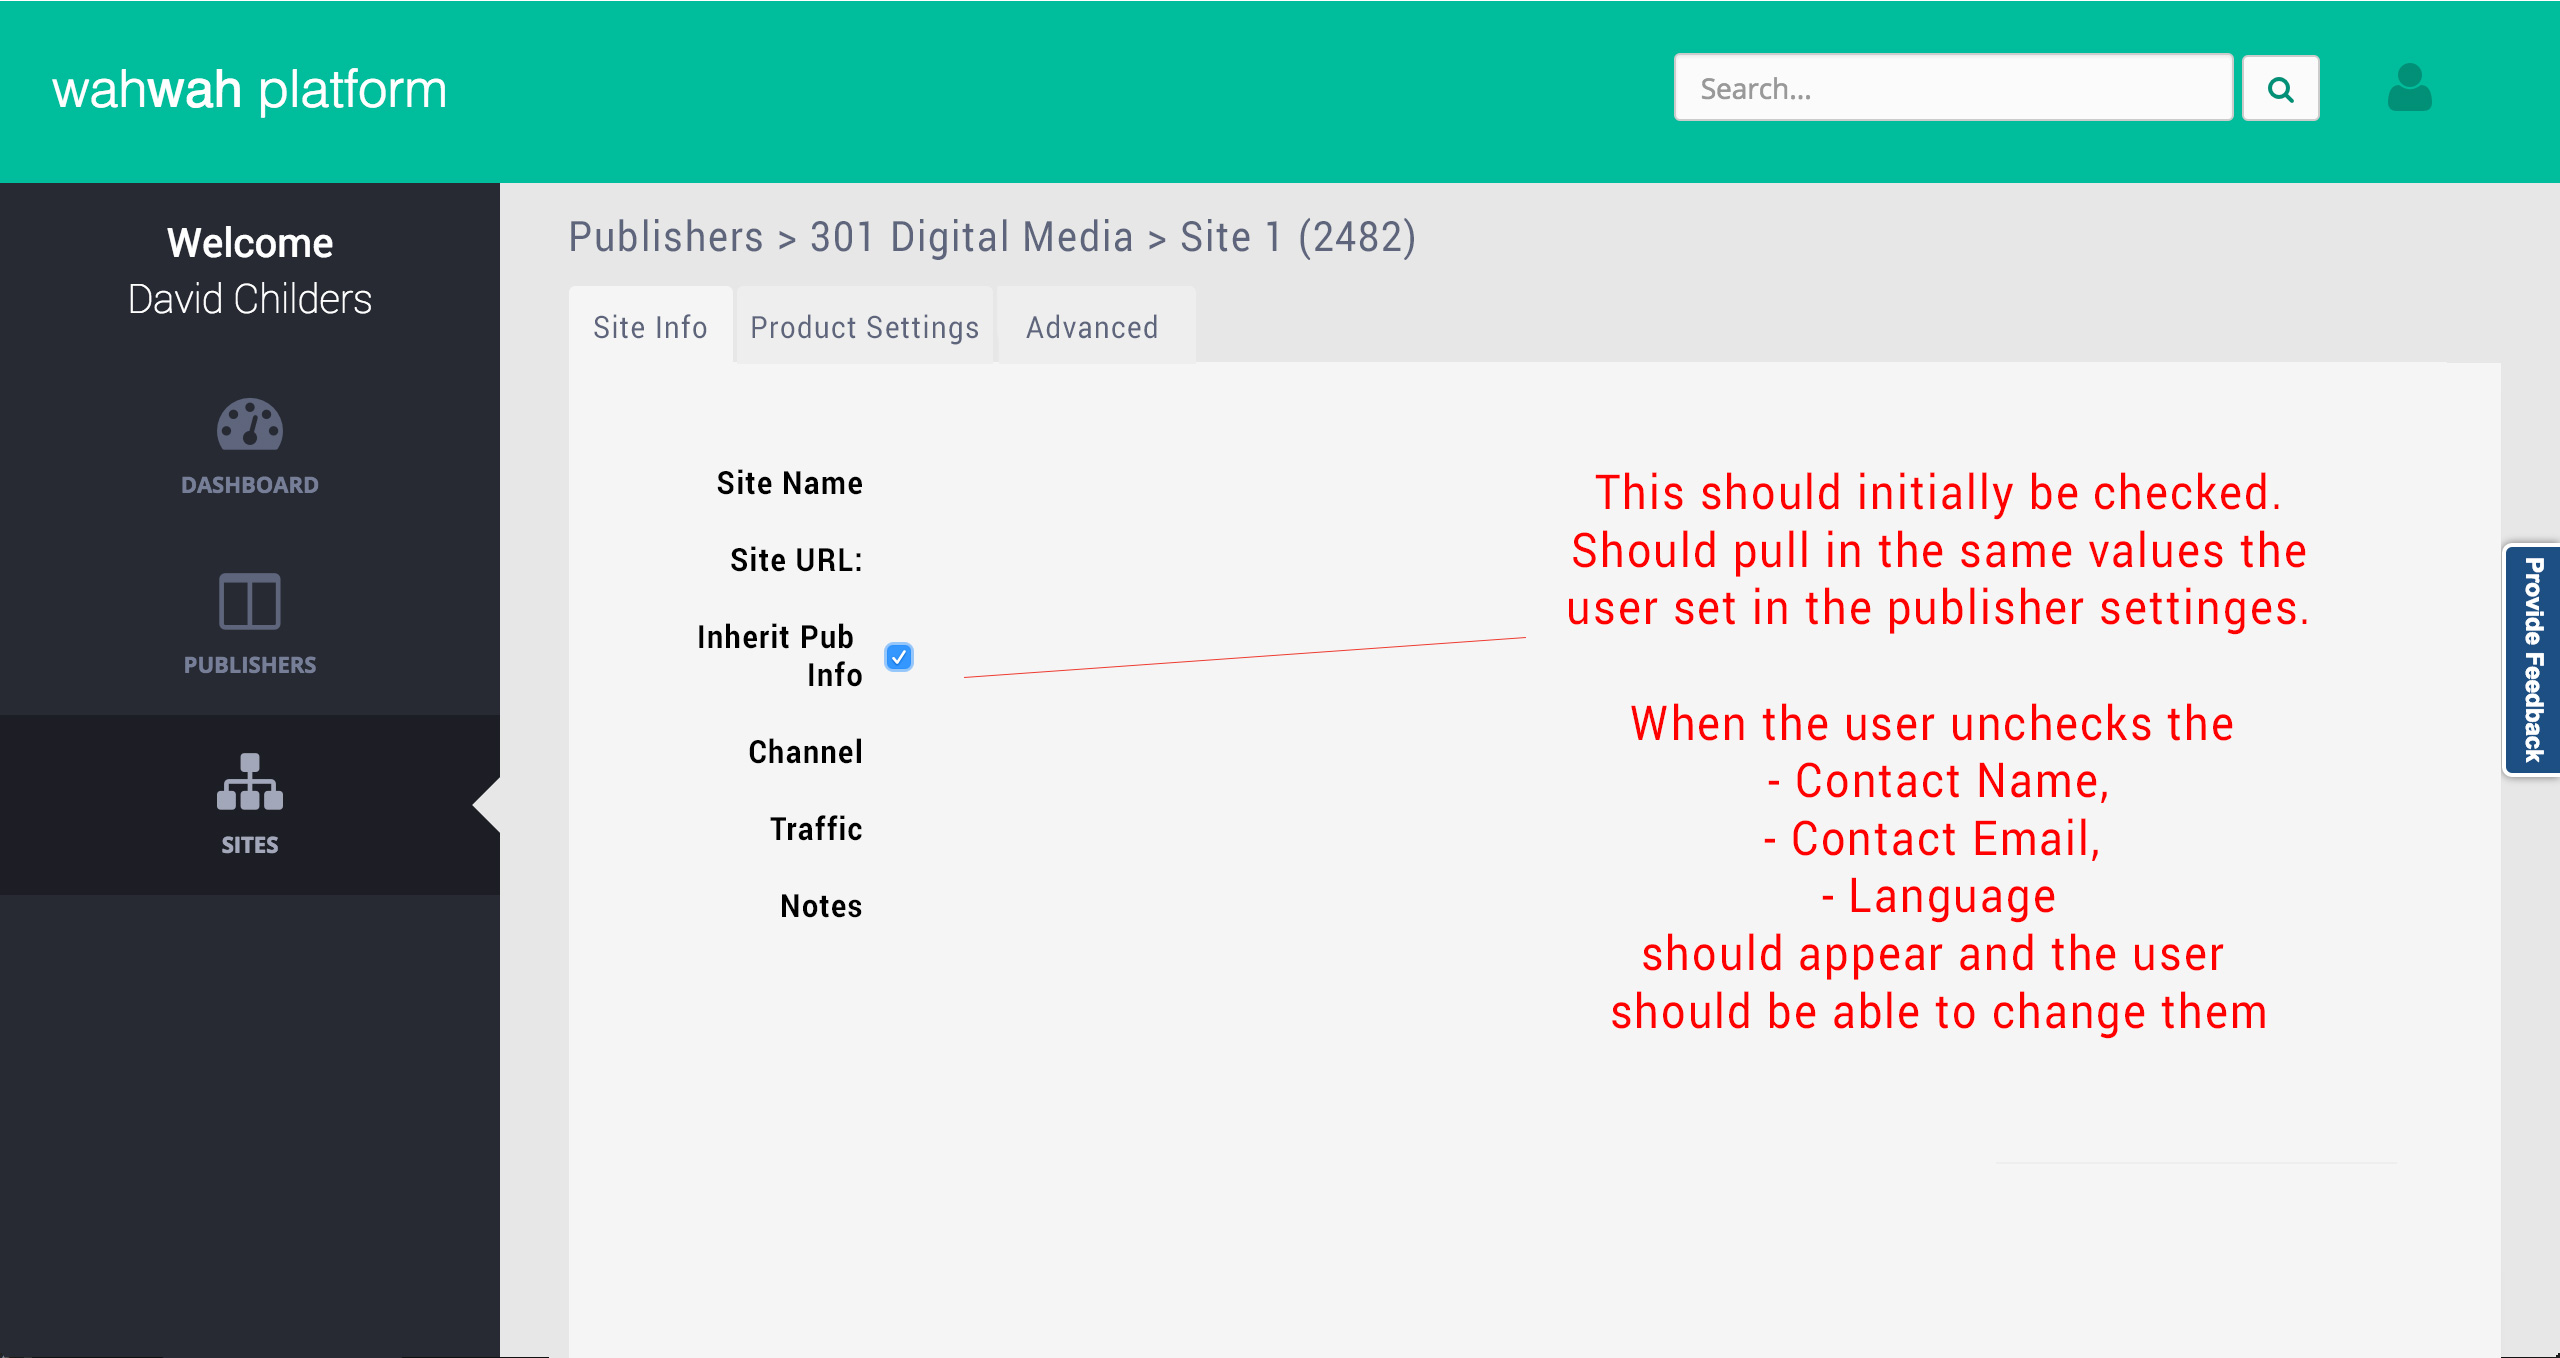 wahwah platform
Search...
Welcome
David Childers
DASHBOARD
PUBLISHERS
SITES
Publishers > 301 Digital Media > Site 1 (2482)
Site Info
Product Settings
Advanced
Site Name
Site URL:
Inherit Pub
Info
Channel
Traffic
Notes
This should initially be checked.
Should pull in the same values the
user set in the publisher settinges.
When the user unchecks the
- Contact Name,
- Contact Email,
- Language
should appear and the user
should be able to change them
Provide Feedback